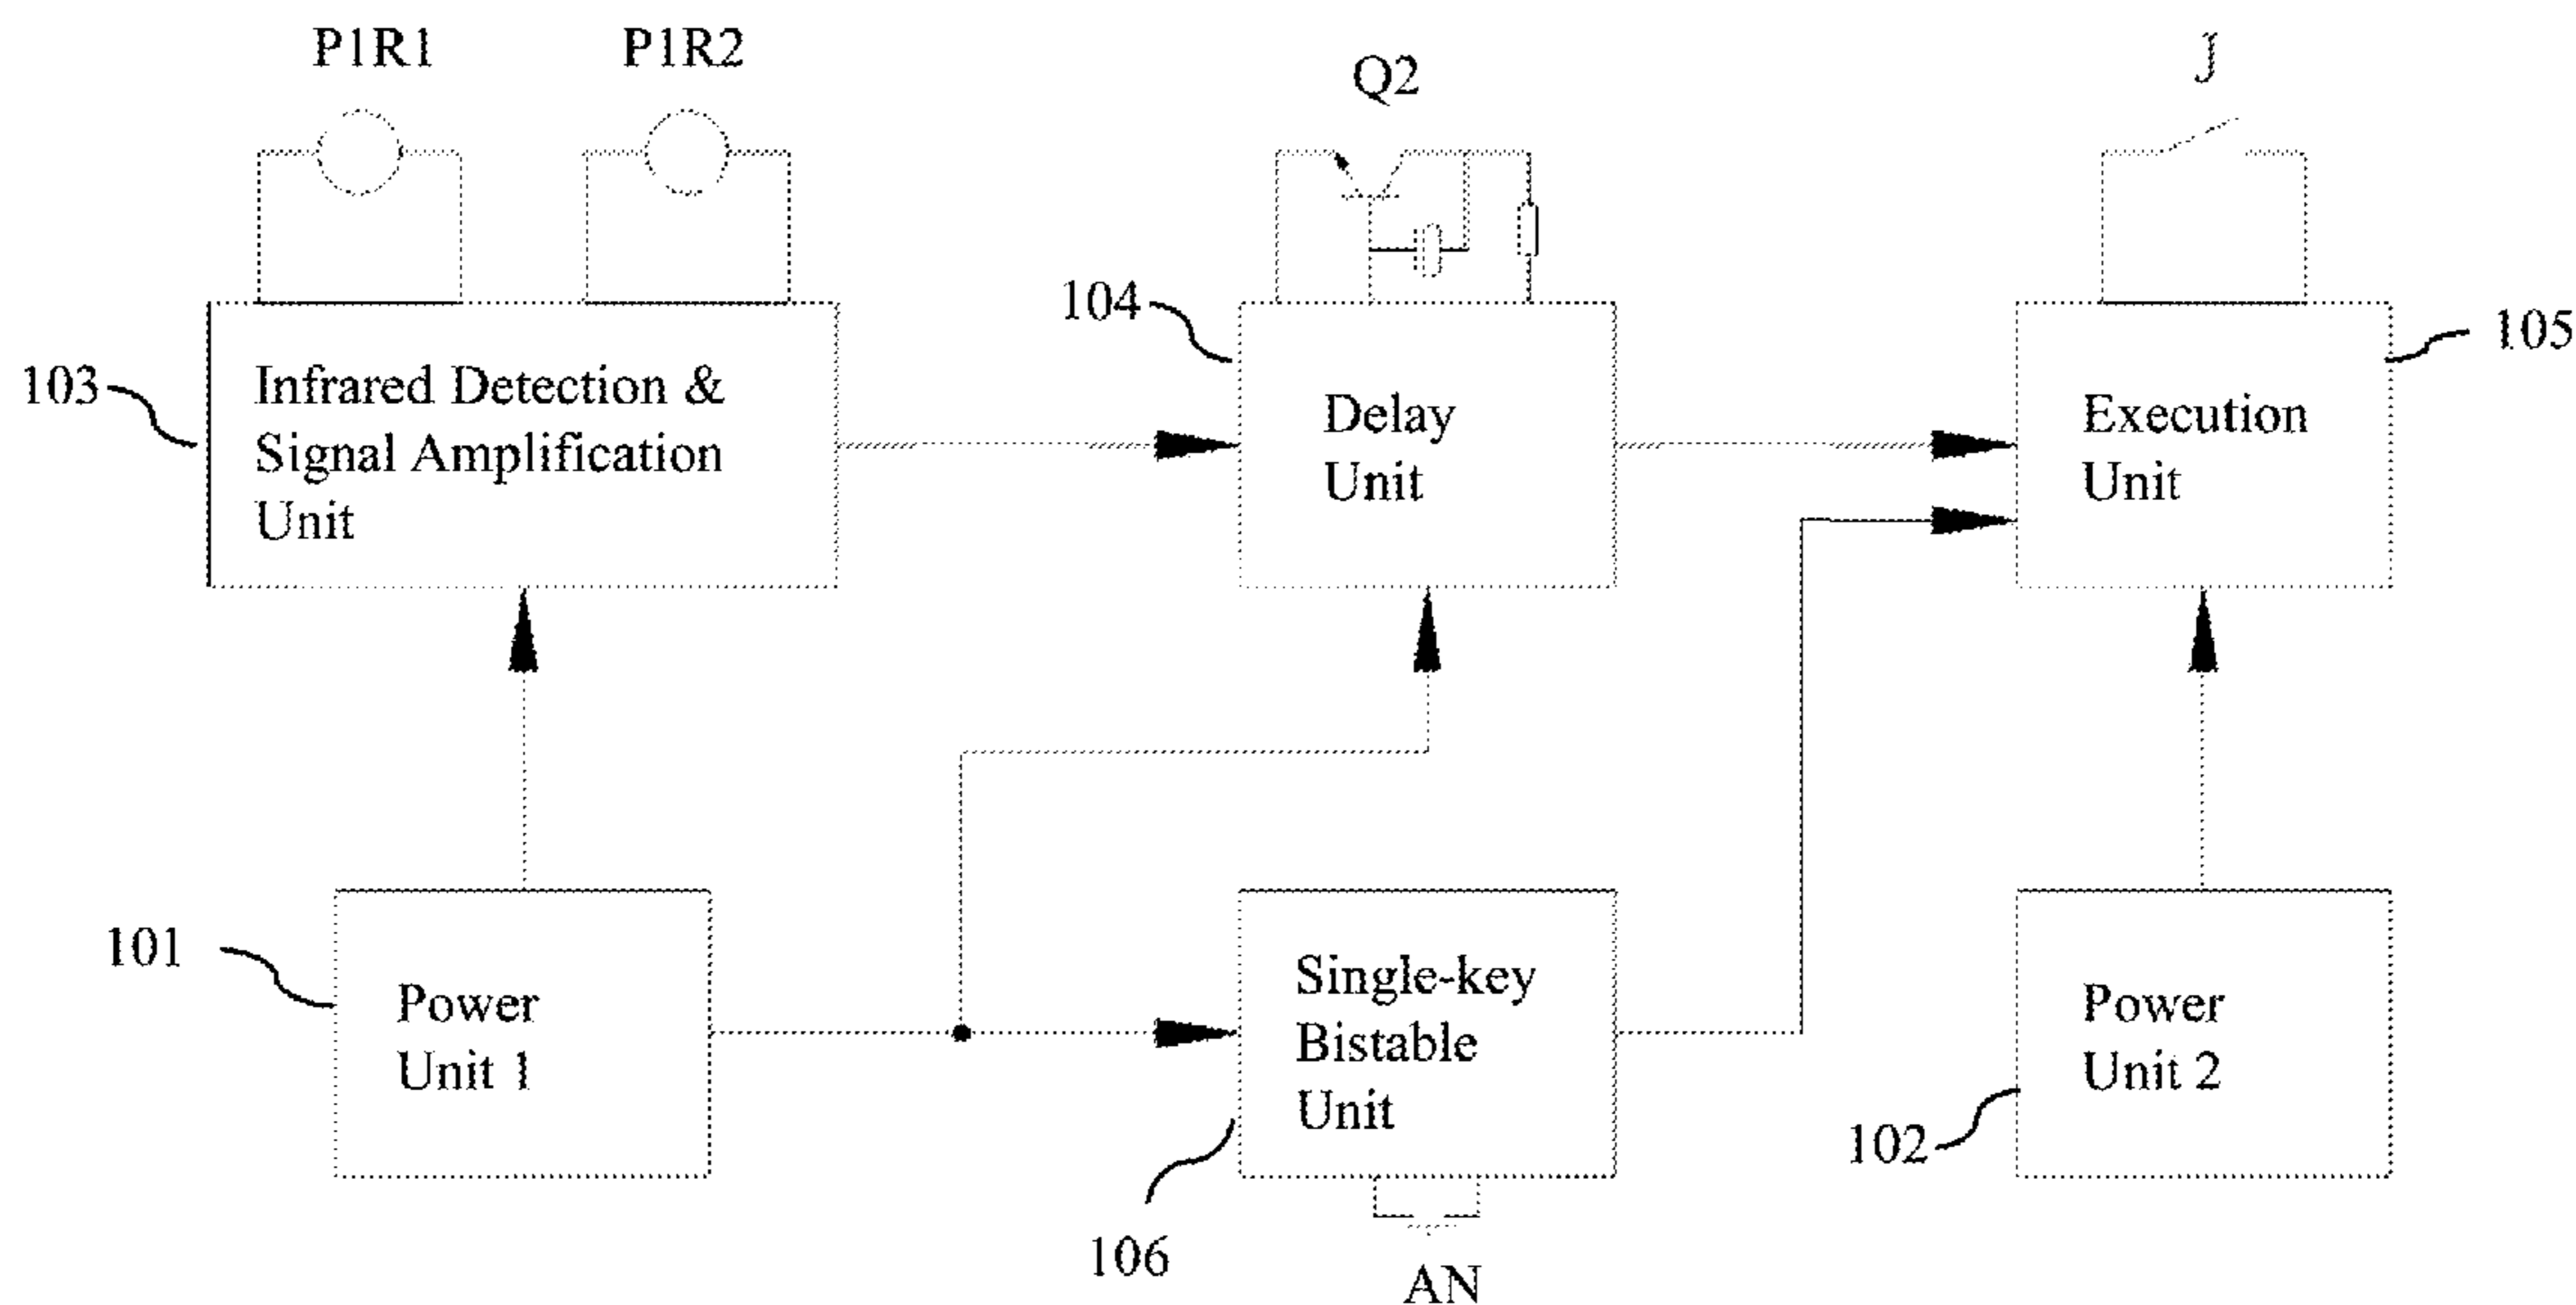 P1R1
P1R2
Q2
J
103
Infrared Detection &
Signal Amplification
Unit
104
Delay
Unit
105
Execution
Unit
101
Power
Unit 1
106
Single-key
Bistable
Unit
AN
102
Power
Unit 2